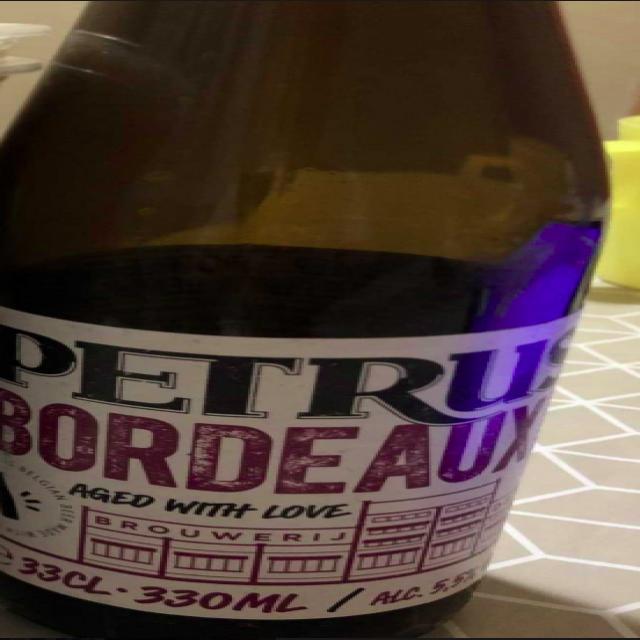 PETRUS
BORDEAUX
AGED WITH LOVE
BROUWERIJ
33CL · 330ML / ALC. 5,5%